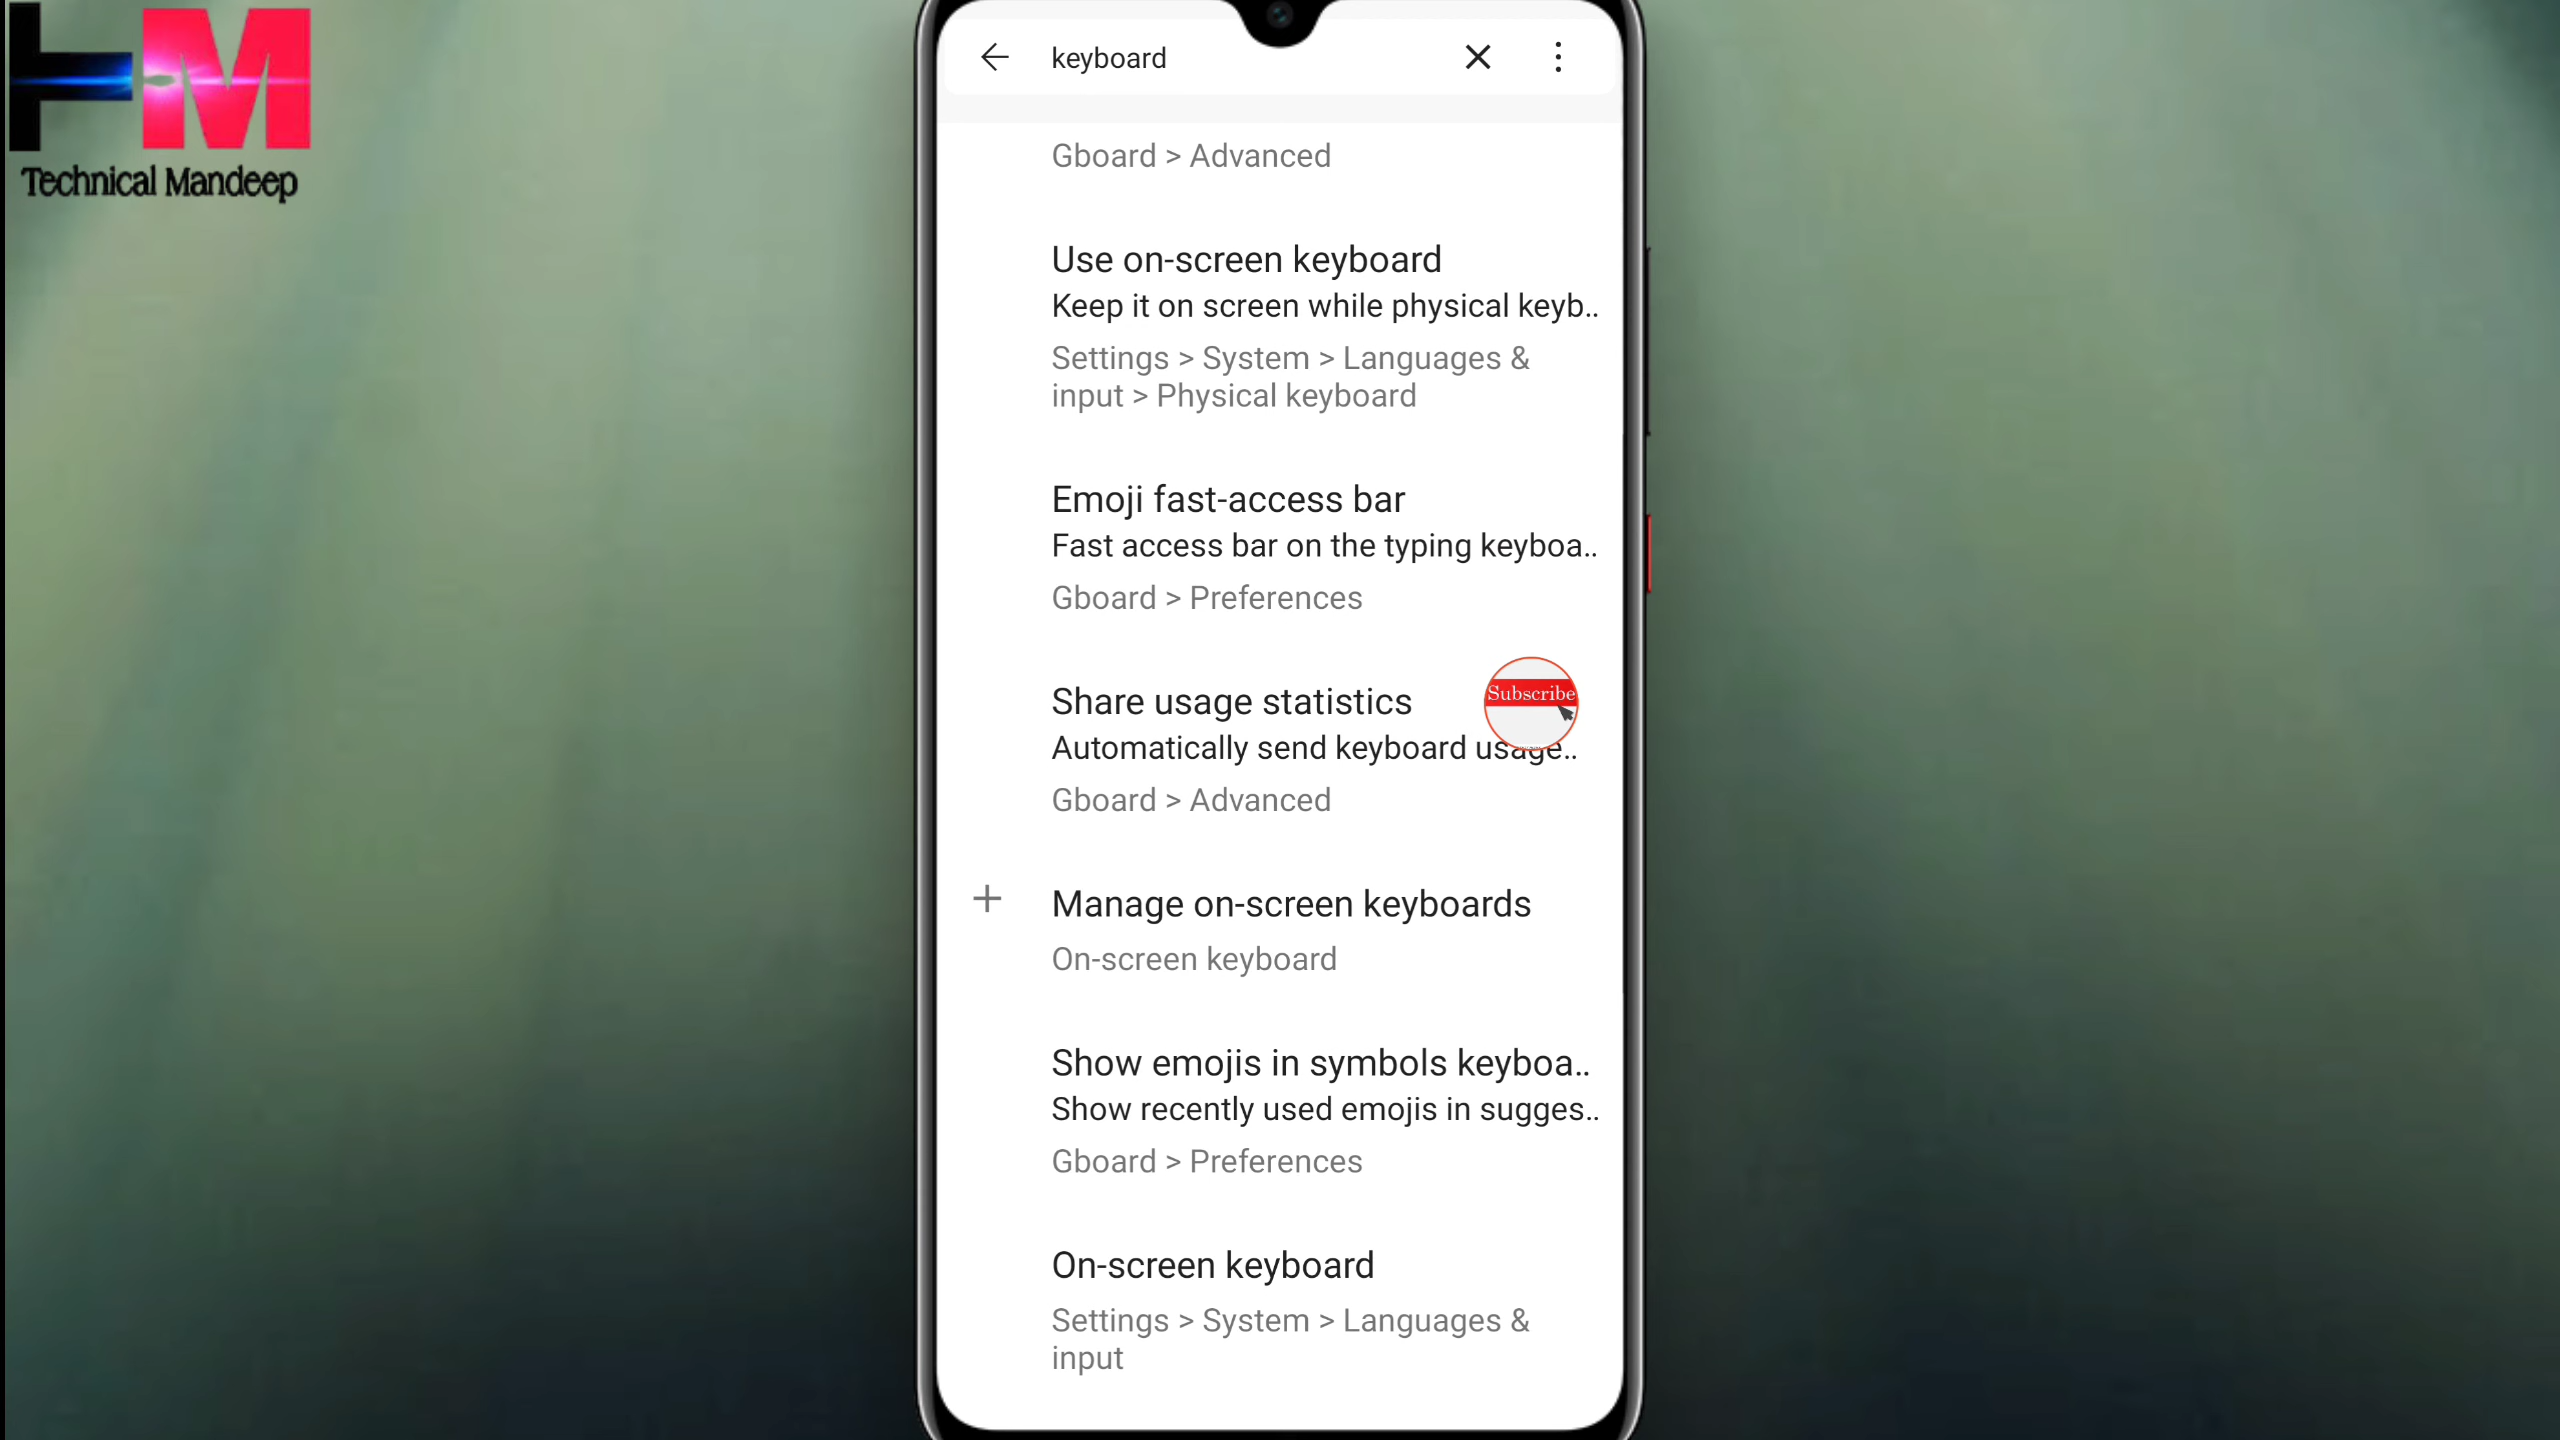 HM
Technical Mandeep
keyboard
Gboard > Advanced
Use on-screen keyboard
Keep it on screen while physical keyb..
Settings > System > Languages &
input > Physical keyboard
Emoji fast-access bar
Fast access bar on the typing keyboa..
Gboard > Preferences
Share usage statistics
Subscribe
Automatically send keyboard usage..
Gboard > Advanced
Manage on-screen keyboards
On-screen keyboard
Show emojis in symbols keyboa..
Show recently used emojis in sugges..
Gboard > Preferences
On-screen keyboard
Settings > System > Languages &
input